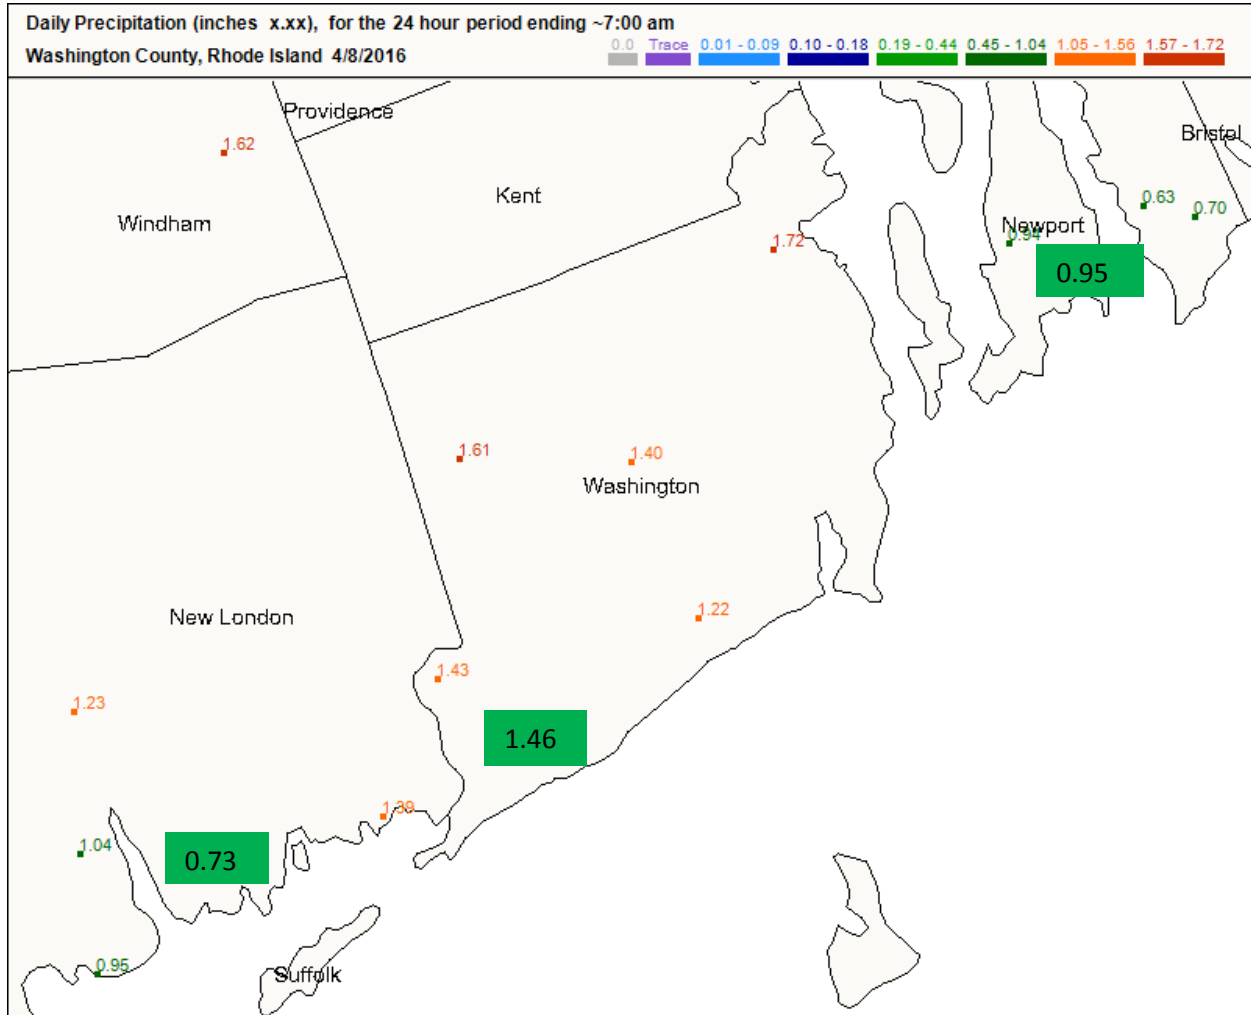 Daily Precipitation (inches x.xx), for the 24 hour period ending ~7:00 am
Washington County, Rhode Island 4/8/2016
0.0 Trace 0.01 - 0.09 0.10 - 0.18 0.19 - 0.44 0.45 - 1.04 1.05 - 1.56 1.57 - 1.72
Providence
Bristol
1.62
Kent
Windham
0.63
0.70
Newport
0.94
1.72
0.95
1.61
1.40
Washington
New London
1.22
1.43
1.23
1.46
1.39
1.04
0.73
0.95
Suffolk